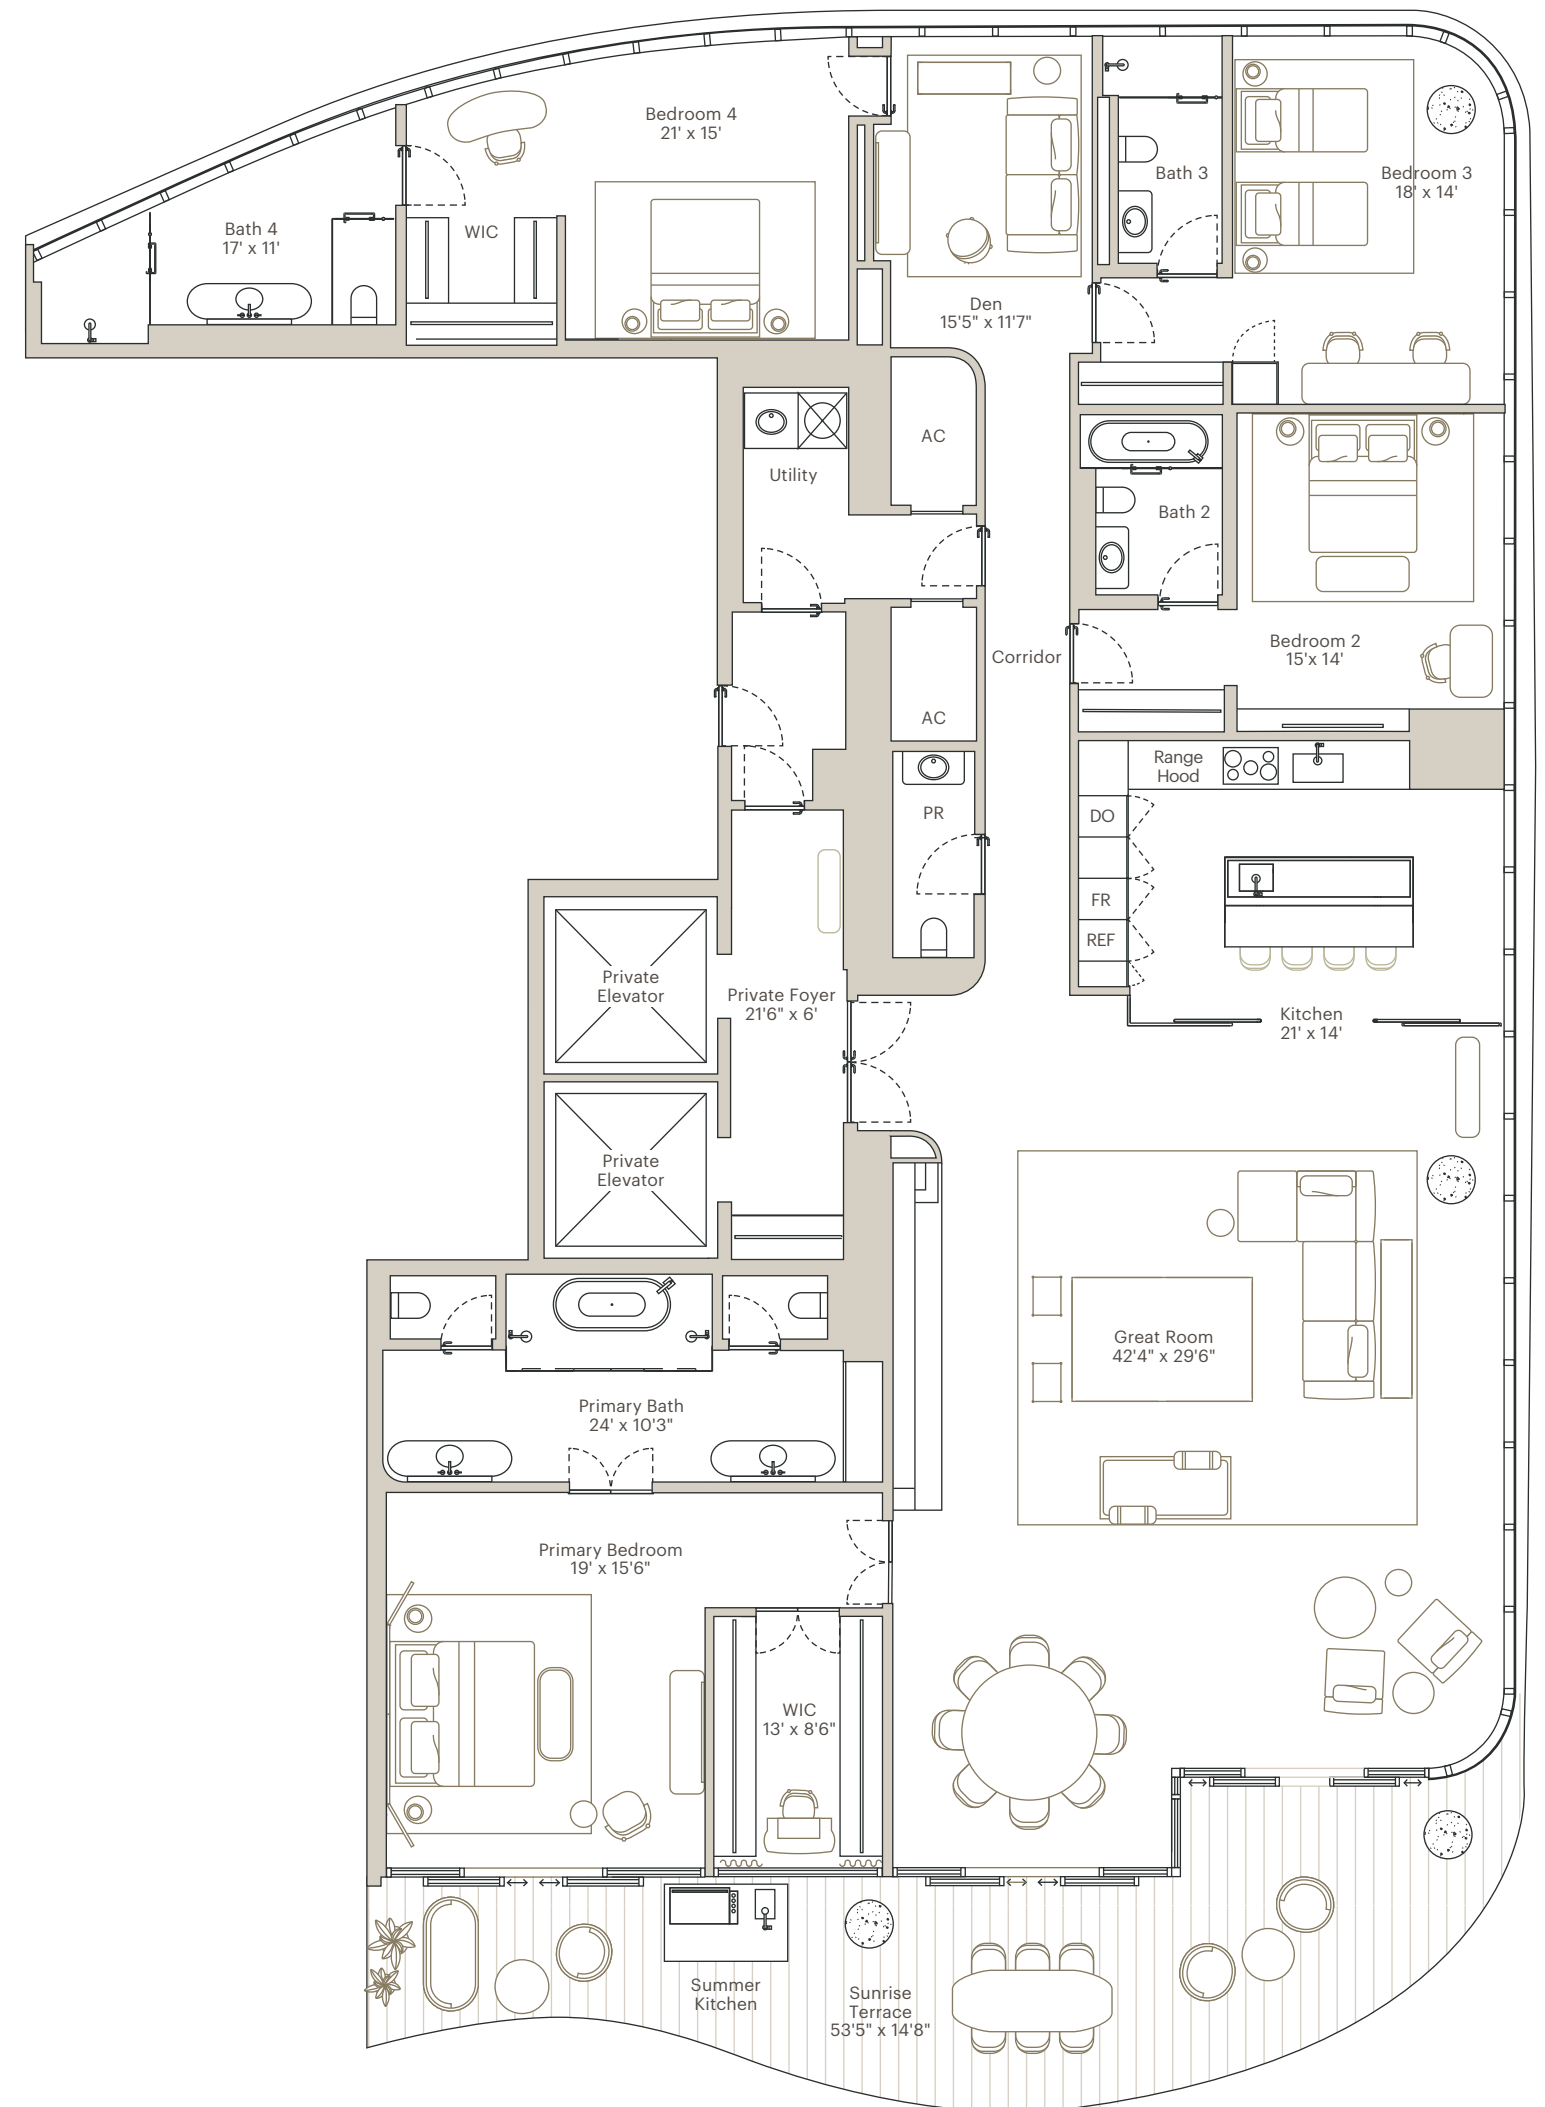 Bedroom 4
21' x 15'
Bath 3
Bedroom 3
18' x 14'
Bath 4
17' x 11'
WIC
Den
15'5" x 11'7"
AC
Utility
Bath 2
Corridor
Bedroom 2
15'x 14'
AC
Range
Hood
PR
DO
FR
REF
Private
Elevator
Private Foyer
21'6" x 6'
Kitchen
21' x 14'
Private
Elevator
Great Room
42'4" x 29'6"
Primary Bath
24' x 10'3"
Primary Bedroom
19' x 15'6"
WIC
13' x 8'6"
Summer
Kitchen
Sunrise
Terrace
53'5" x 14'8"